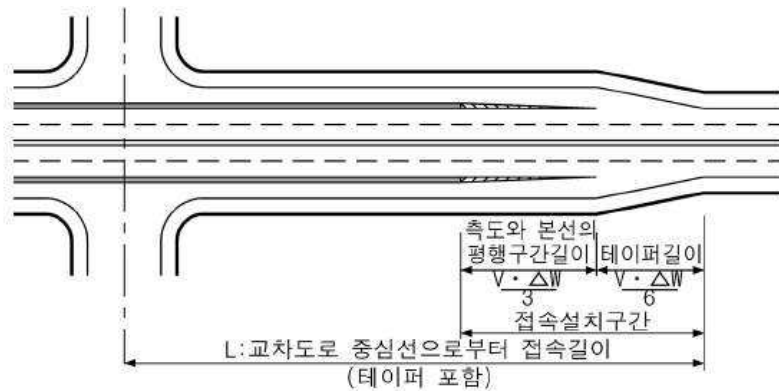 측도와 본선의
평행구간길이
테이퍼길이
V · △W
3
V · △W
6
접속설치구간
L:교차도로 중심선으로부터 접속길이
(테이퍼 포함)